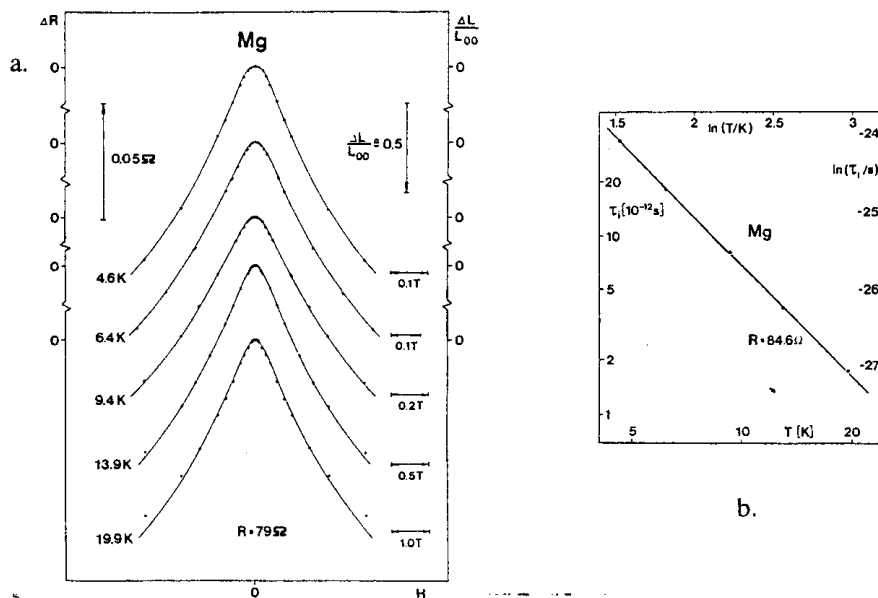 a.
ΔR
ΔL
L₀₀
Mg
0
0
0.05Ω
ΔL/L₀₀ ≡ 0.5
0
0
0
0
4.6K
0.1T
0
0
6.4K
0.1T
0
0
9.4K
0.2T
13.9K
0.5T
19.9K
R = 79Ω
1.0T
0
H
1.5
2
2.5
3
ln(T/K)
-24
ln(τᵢ/s)
20
τᵢ[10⁻¹²s]
-25
10
Mg
5
-26
R = 84.6Ω
2
-27
1
5
10
T [K]
20
b.